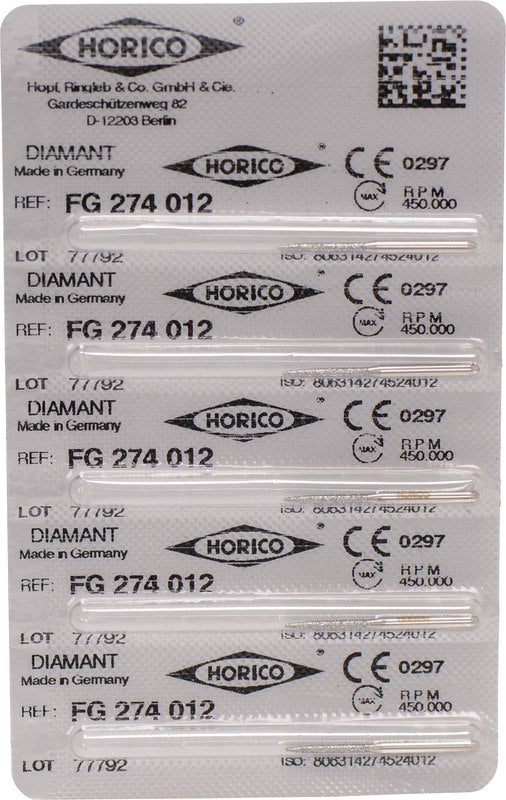 HORICO ®
Hopf, Ringleb & Co. GmbH & Cie.
Gardeschützenweg 82
D-12203 Berlin
DIAMANT HORICO ® CE 0297
Made in Germany
REF: FG 274 012 MAX RPM 450.000
LOT 77792 ISO: 806314274524012
DIAMANT HORICO ® CE 0297
Made in Germany
REF: FG 274 012 MAX RPM 450.000
LOT 77792 ISO: 806314274524012
DIAMANT HORICO ® CE 0297
Made in Germany
REF: FG 274 012 MAX RPM 450.000
LOT 77792 ISO: 806314274524012
DIAMANT HORICO ® CE 0297
Made in Germany
REF: FG 274 012 MAX RPM 450.000
LOT 77792 ISO: 806314274524012
DIAMANT HORICO ® CE 0297
Made in Germany
REF: FG 274 012 MAX RPM 450.000
LOT 77792 ISO: 806314274524012